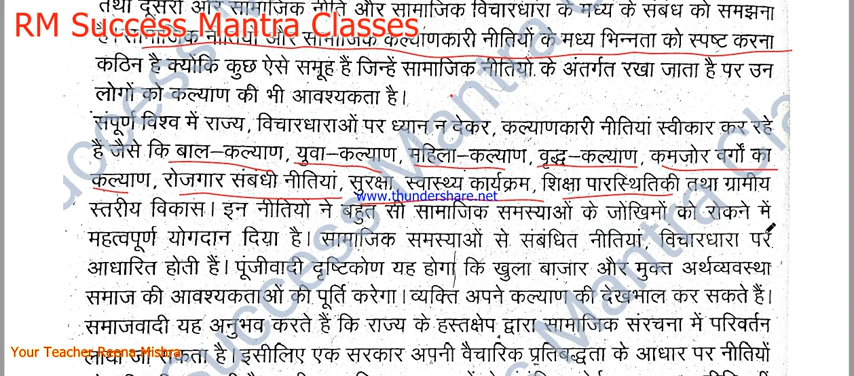 तथा दूसरी और सामाजिक नीति और सामाजिक विचारधारा के मध्य के संबंध को समझना
RM Success Mantra Classes
है। सामाजिक नीतियों और सामाजिक कल्याणकारी नीतियों के मध्य भिन्नता को स्पष्ट करना
कठिन है क्योंकि कुछ ऐसे समूह हैं जिन्हें सामाजिक नीतियों के अंतर्गत रखा जाता है पर उन
लोगों को कल्याण की भी आवश्यकता है।
संपूर्ण विश्व में राज्य, विचारधाराओं पर ध्यान न देकर, कल्याणकारी नीतियां स्वीकार कर रहे
हैं जैसे कि बाल–कल्याण, युवा–कल्याण, महिला–कल्याण, वृद्ध–कल्याण, कमजोर वर्गों का
कल्याण, रोजगार संबंधी नीतियां, सुरक्षा, स्वास्थ्य कार्यक्रम, शिक्षा पारस्थितिकी तथा ग्रामीय
www.thundershare.net
स्तरीय विकास। इन नीतियों ने बहुत सी सामाजिक समस्याओं के जोखिमों को रोकने में
महत्वपूर्ण योगदान दिया है। सामाजिक समस्याओं से संबंधित नीतियां, विचारधारा पर
आधारित होती हैं। पूंजीवादी दृष्टिकोण यह होगा कि खुला बाजार और मुक्त अर्थव्यवस्था
समाज की आवश्यकताओं की पूर्ति करेगा। व्यक्ति अपने कल्याण की देखभाल कर सकते हैं।
समाजवादी यह अनुभव करते हैं कि राज्य के हस्तक्षेप द्वारा सामाजिक संरचना में परिवर्तन
Your Teacher Reena Mishra
लाया जा सकता है। इसीलिए एक सरकार अपनी वैचारिक प्रतिबद्धता के आधार पर नीतियों